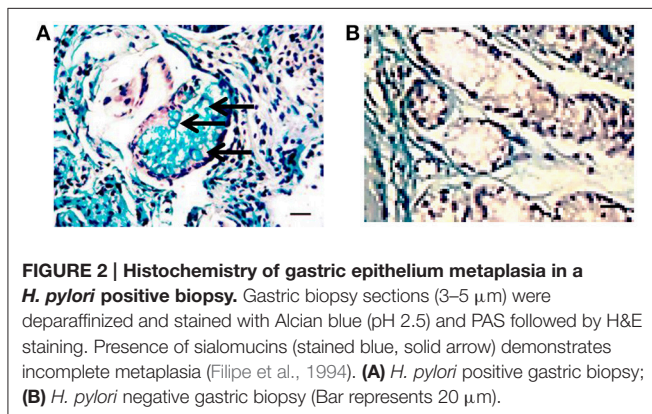 A
B
FIGURE 2 | Histochemistry of gastric epithelium metaplasia in a
H. pylori positive biopsy. Gastric biopsy sections (3–5 μm) were
deparaffinized and stained with Alcian blue (pH 2.5) and PAS followed by H&E
staining. Presence of sialomucins (stained blue, solid arrow) demonstrates
incomplete metaplasia (Filipe et al., 1994). (A) H. pylori positive gastric biopsy;
(B) H. pylori negative gastric biopsy (Bar represents 20 μm).